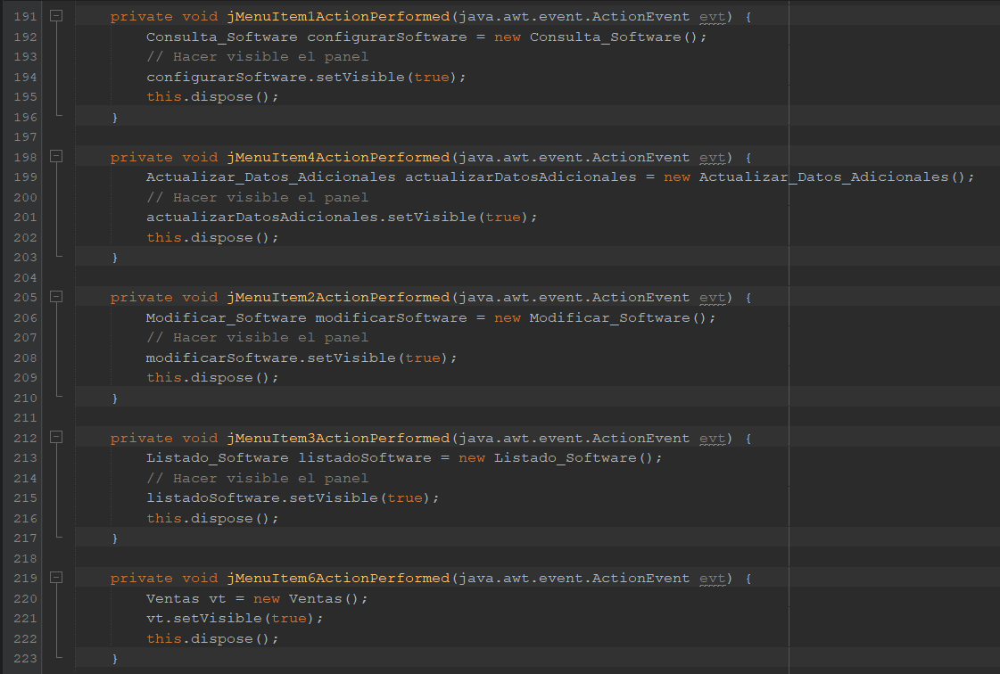 191 private void jMenuItem1ActionPerformed(java.awt.event.ActionEvent evt) {
192 Consulta_Software configurarSoftware = new Consulta_Software();
193 // Hacer visible el panel
194 configurarSoftware.setVisible(true);
195 this.dispose();
196 }
197
198 private void jMenuItem4ActionPerformed(java.awt.event.ActionEvent evt) {
199 Actualizar_Datos_Adicionales actualizarDatosAdicionales = new Actualizar_Datos_Adicionales();
200 // Hacer visible el panel
201 actualizarDatosAdicionales.setVisible(true);
202 this.dispose();
203 }
204
205 private void jMenuItem2ActionPerformed(java.awt.event.ActionEvent evt) {
206 Modificar_Software modificarSoftware = new Modificar_Software();
207 // Hacer visible el panel
208 modificarSoftware.setVisible(true);
209 this.dispose();
210 }
211
212 private void jMenuItem3ActionPerformed(java.awt.event.ActionEvent evt) {
213 Listado_Software listadoSoftware = new Listado_Software();
214 // Hacer visible el panel
215 listadoSoftware.setVisible(true);
216 this.dispose();
217 }
218
219 private void jMenuItem6ActionPerformed(java.awt.event.ActionEvent evt) {
220 Ventas vt = new Ventas();
221 vt.setVisible(true);
222 this.dispose();
223 }